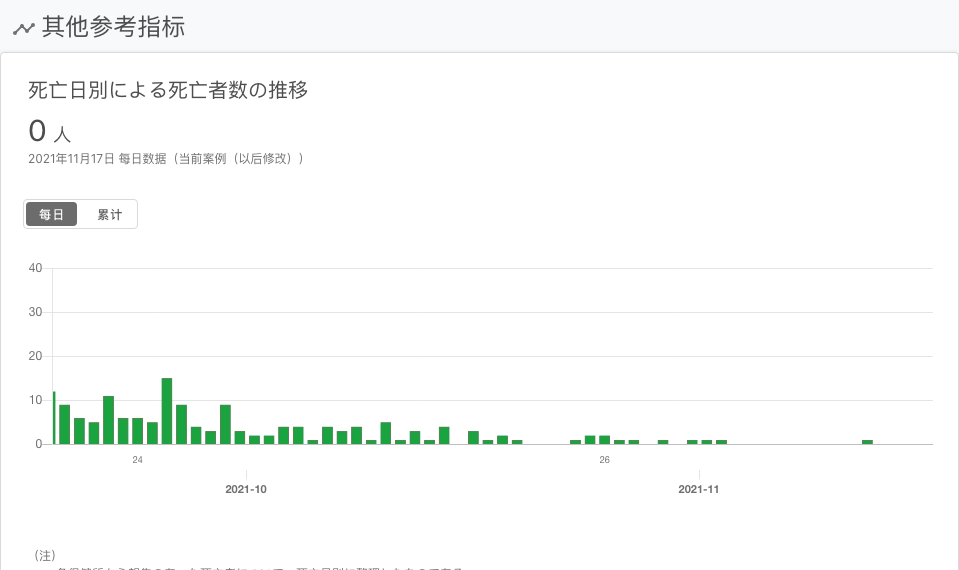 其他参考指标
死亡日別による死亡者数の推移
0 人
2021年11月17日 每日数据（当前案例（以后修改））
每日 累计
40
30
20
10
0
24 26
2021-10 2021-11
（注）